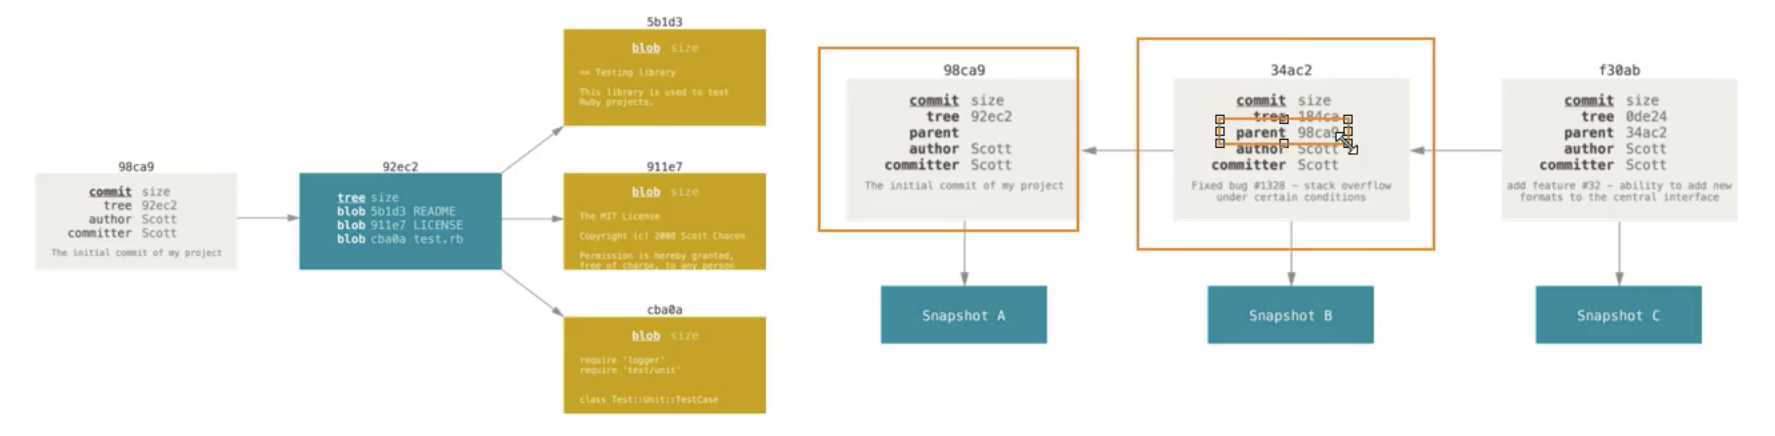 98ca9
commit size
tree 92ec2
author Scott
committer Scott
The initial commit of my project
92ec2
tree size
blob 5b1d3 README
blob 911e7 LICENSE
blob cba0a test.rb
5b1d3
blob size
== Testing library
This library is used to test
Ruby projects.
911e7
blob size
The MIT License
Copyright (c) 2008 Scott Chacon
Permission is hereby granted,
free of charge, to any person
cba0a
blob size
require 'logger'
require 'test/unit'
class Test::Unit::TestCase
98ca9
commit size
tree 92ec2
parent
author Scott
committer Scott
The initial commit of my project
Snapshot A
34ac2
commit size
tree 184ca
parent 98ca9
author Scott
committer Scott
Fixed bug #1328 - stack overflow
under certain conditions
Snapshot B
f30ab
commit size
tree 0de24
parent 34ac2
author Scott
committer Scott
add feature #32 - ability to add new
formats to the central interface
Snapshot C